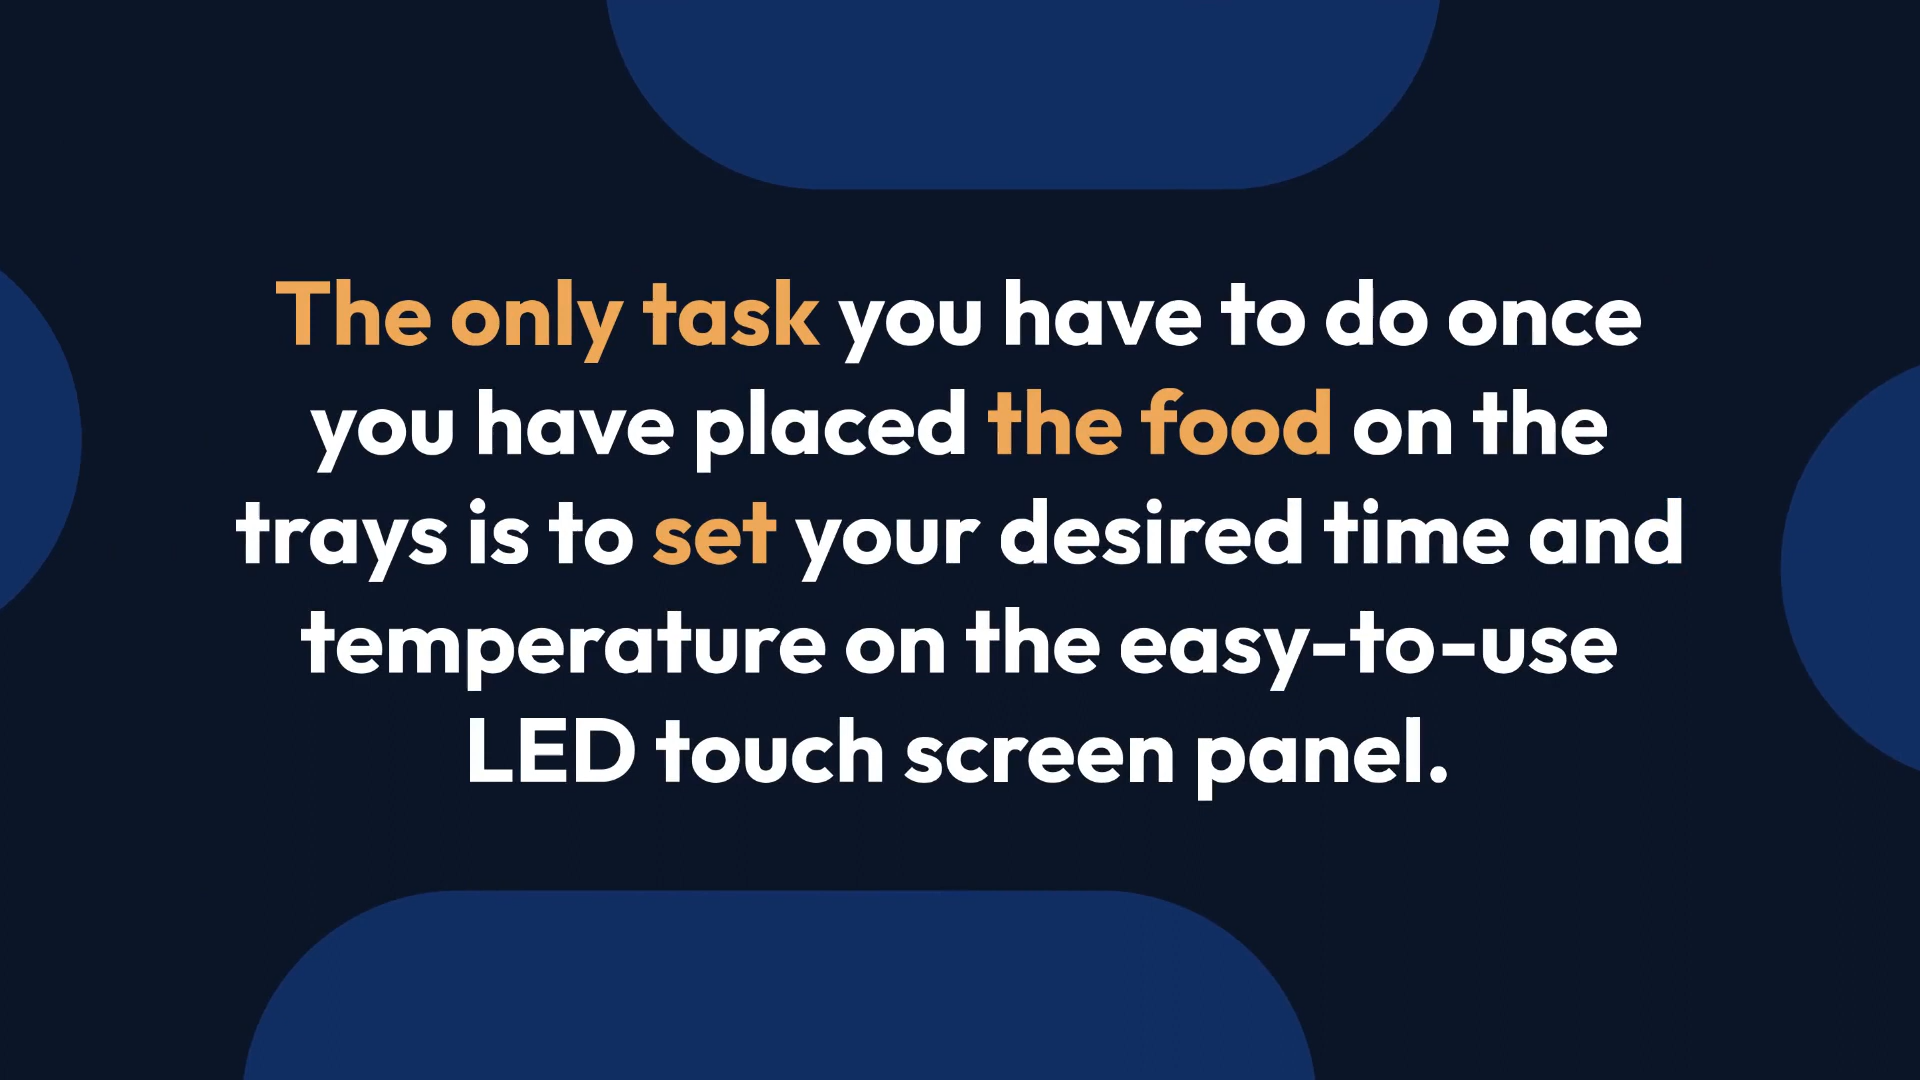 The only task you have to do once
you have placed the food on the
trays is to set your desired time and
temperature on the easy-to-use
LED touch screen panel.